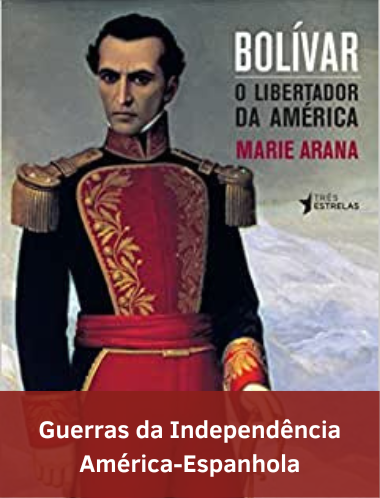 BOLÍVAR
O LIBERTADOR
DA AMÉRICA
MARIE ARANA
TRÊS
ESTRELAS
Guerras da Independência
América-Espanhola